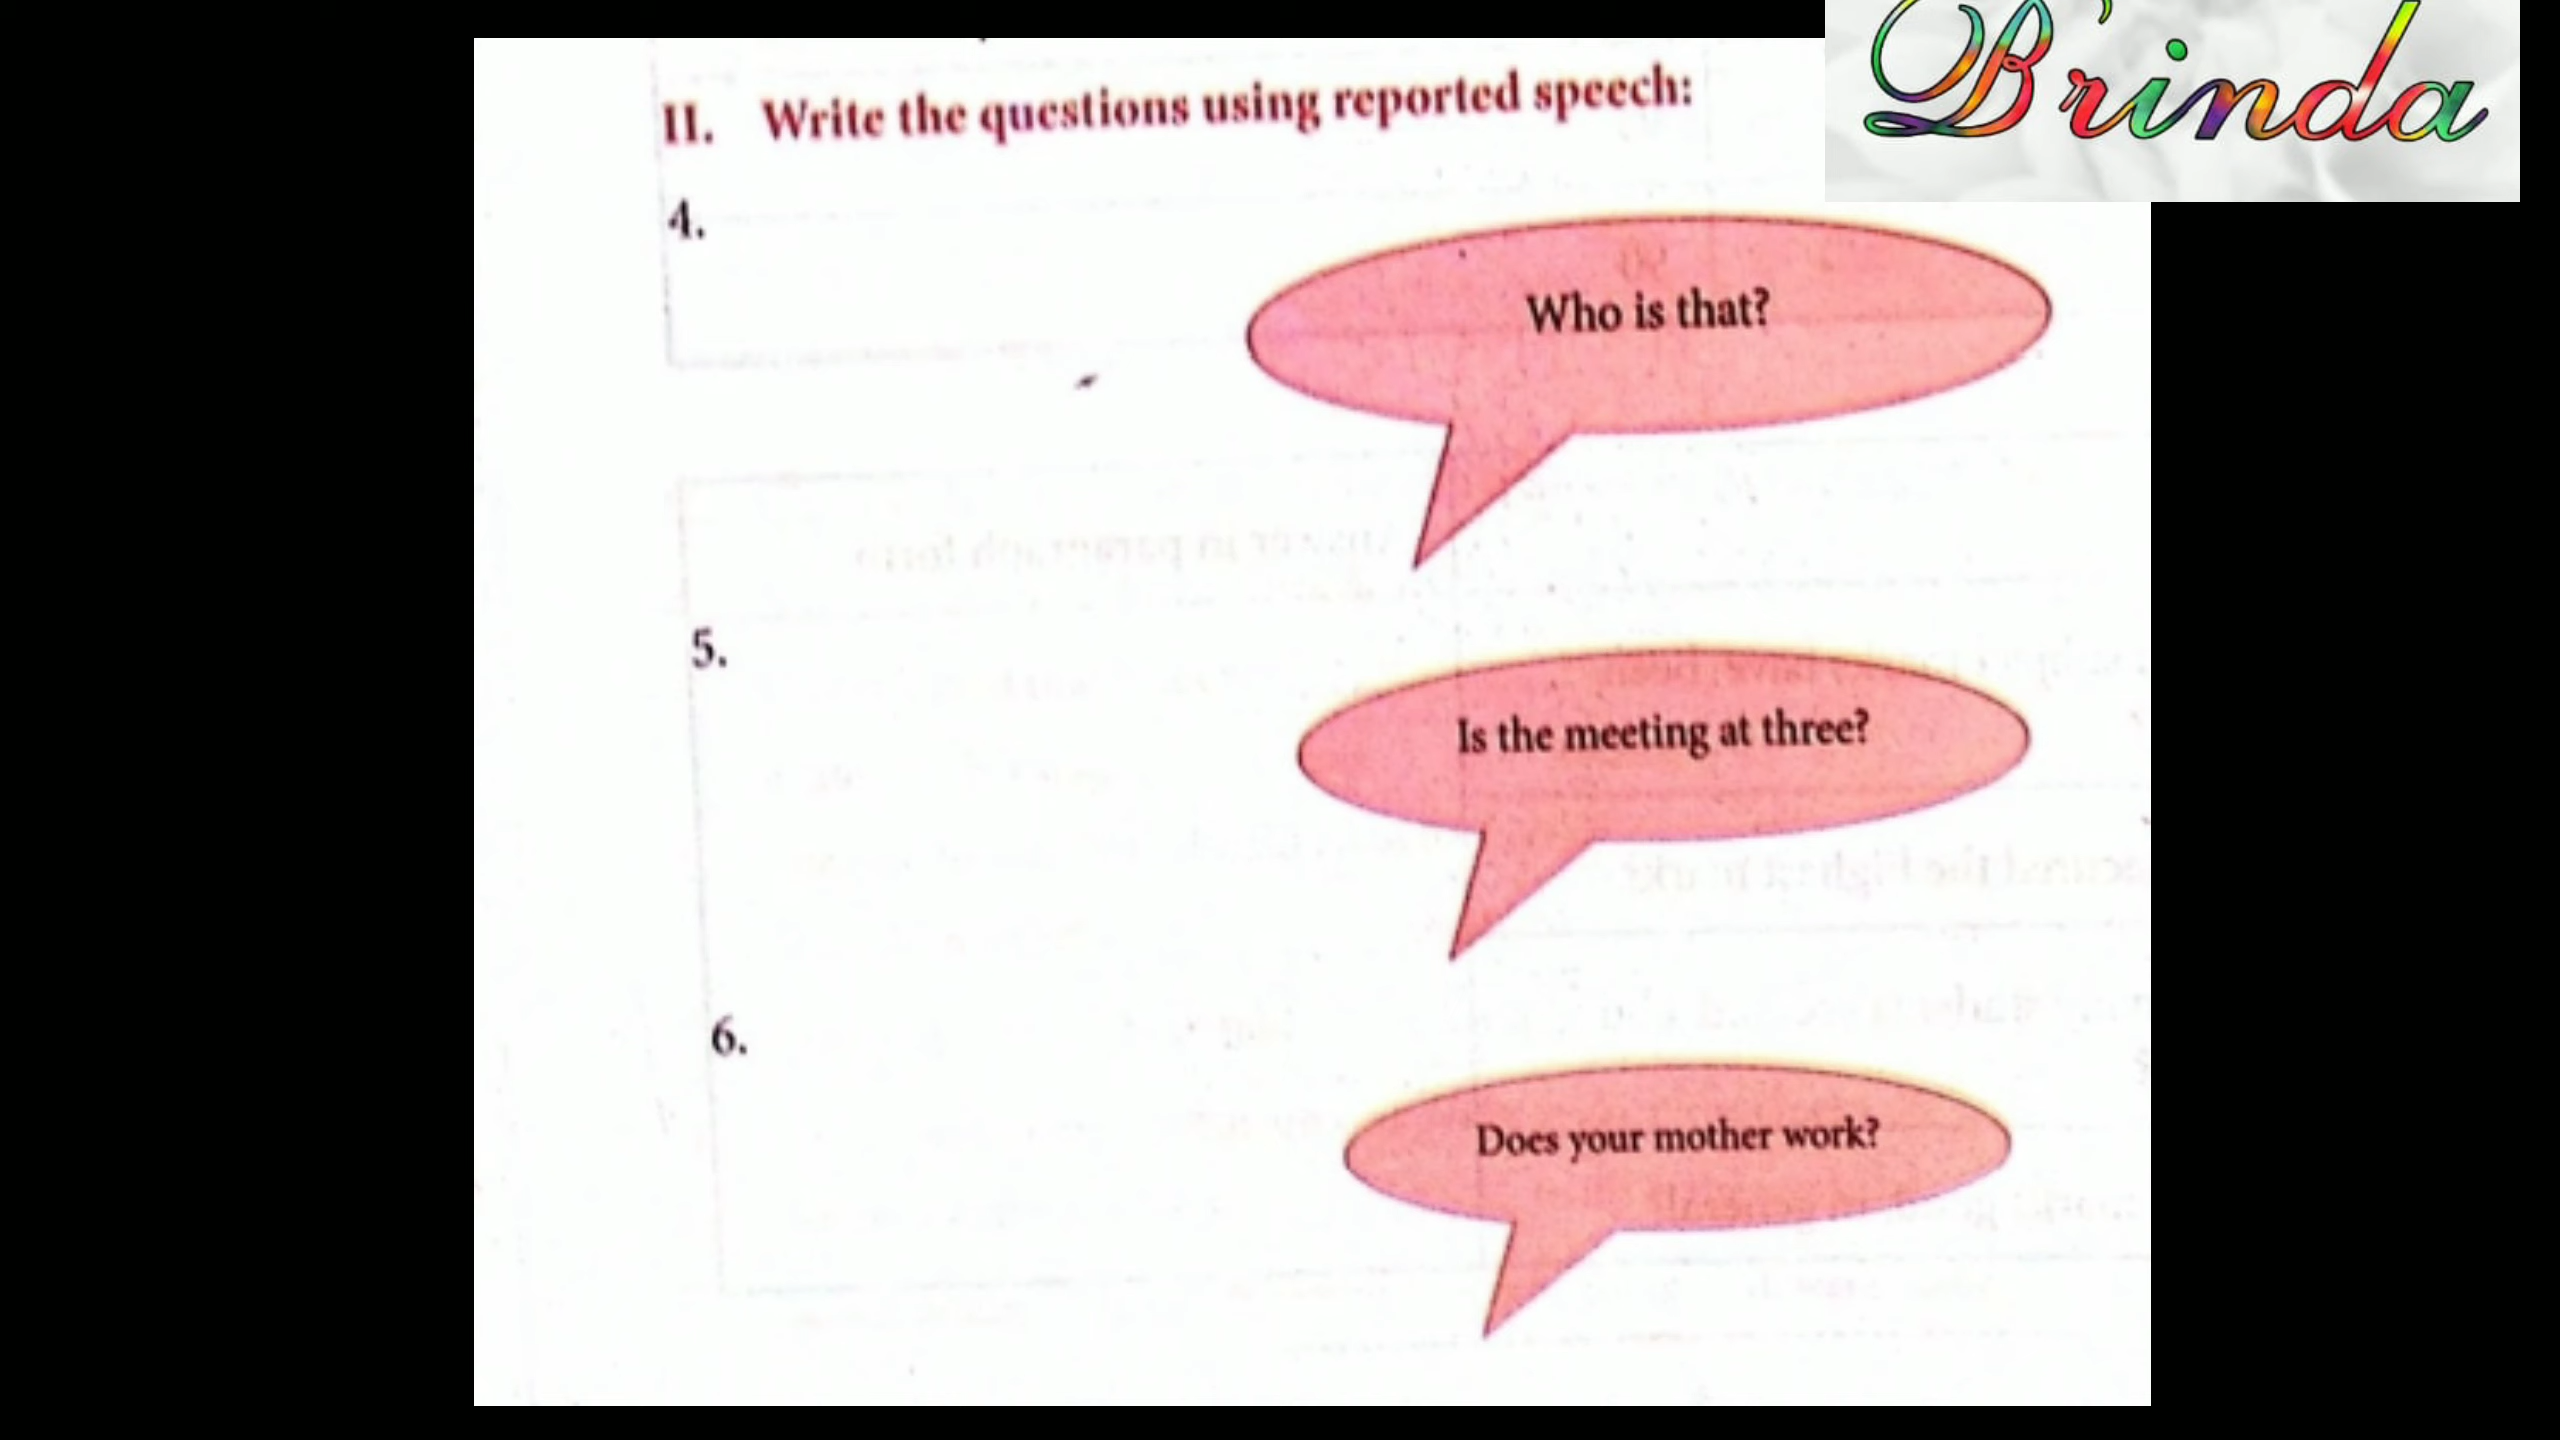 B'rinda
II. Write the questions using reported speech:
4.
Who is that?
5.
Is the meeting at three?
6.
Does your mother work?